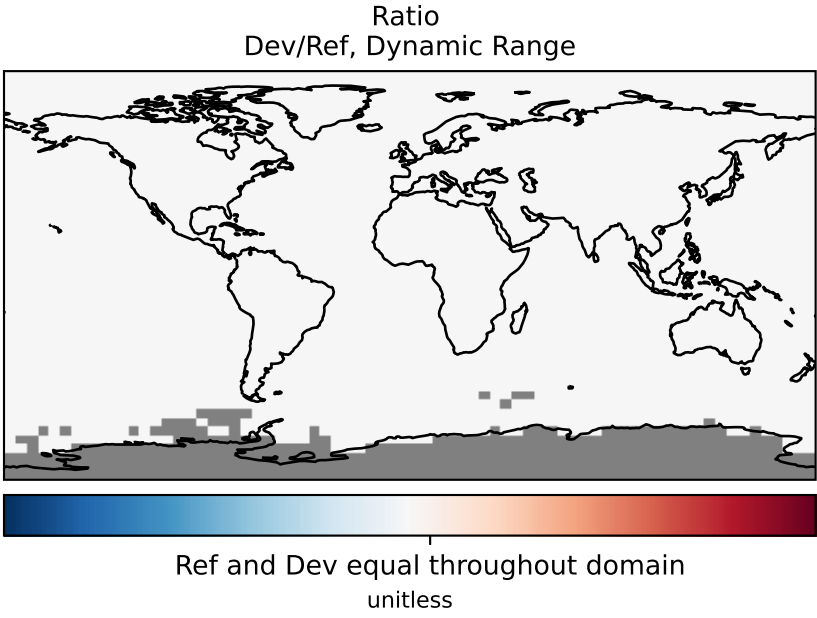 Ratio
Dev/Ref, Dynamic Range
Ref and Dev equal throughout domain
unitless